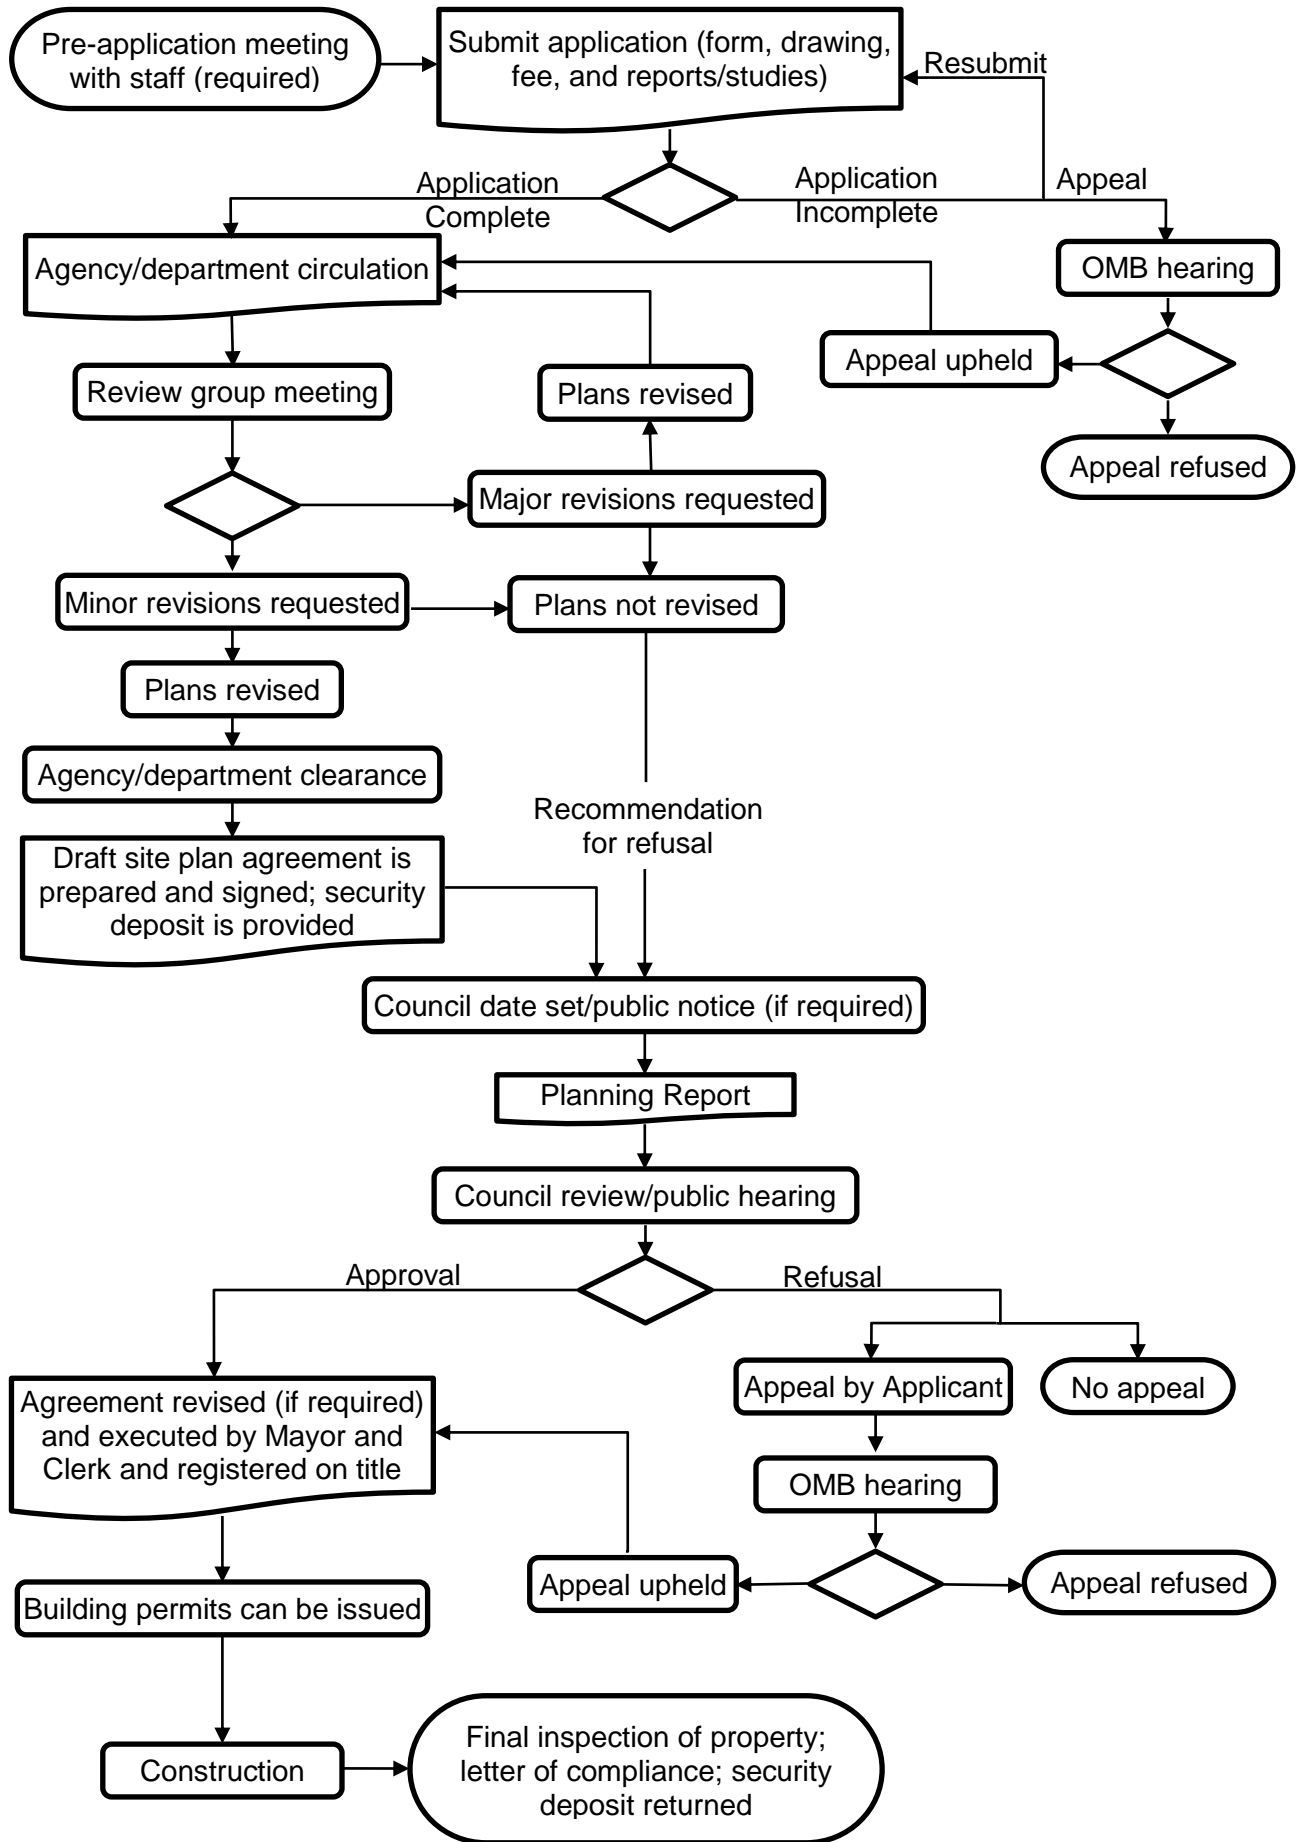 Pre-application meeting
with staff (required)
Submit application (form, drawing,
fee, and reports/studies)
Resubmit
Application
Complete
Application
Incomplete
Appeal
Agency/department circulation
OMB hearing
Appeal upheld
Review group meeting
Plans revised
Appeal refused
Major revisions requested
Minor revisions requested
Plans not revised
Plans revised
Agency/department clearance
Recommendation
for refusal
Draft site plan agreement is
prepared and signed; security
deposit is provided
Council date set/public notice (if required)
Planning Report
Council review/public hearing
Approval
Refusal
Agreement revised (if required)
and executed by Mayor and
Clerk and registered on title
Appeal by Applicant
No appeal
OMB hearing
Appeal upheld
Appeal refused
Building permits can be issued
Construction
Final inspection of property;
letter of compliance; security
deposit returned